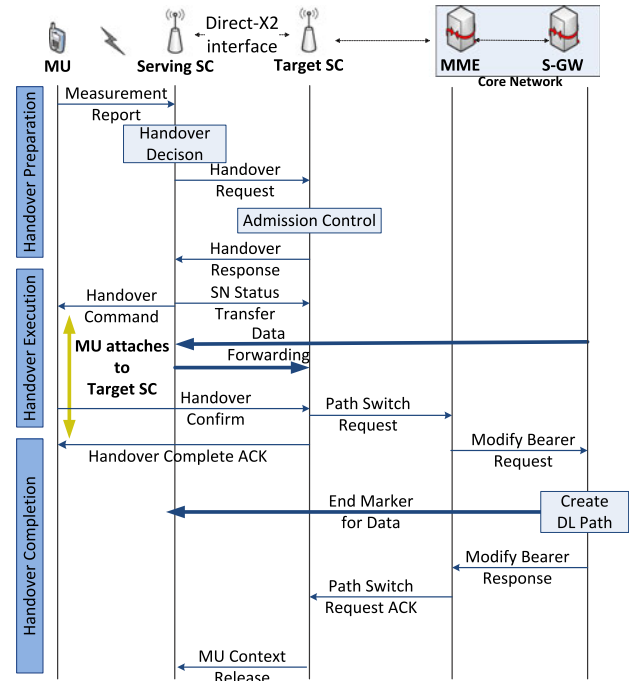 Direct-X2
interface
MU
Serving SC
Target SC
MME
S-GW
Core Network
Handover Preparation
Measurement
Report
Handover
Decison
Handover
Request
Admission Control
Handover
Response
Handover Execution
Handover
Command
SN Status
Transfer
Data
Forwarding
MU attaches
to
Target SC
Handover
Confirm
Path Switch
Request
Handover Completion
Handover Complete ACK
Modify Bearer
Request
End Marker
for Data
Create
DL Path
Modify Bearer
Response
Path Switch
Request ACK
MU Context
Release